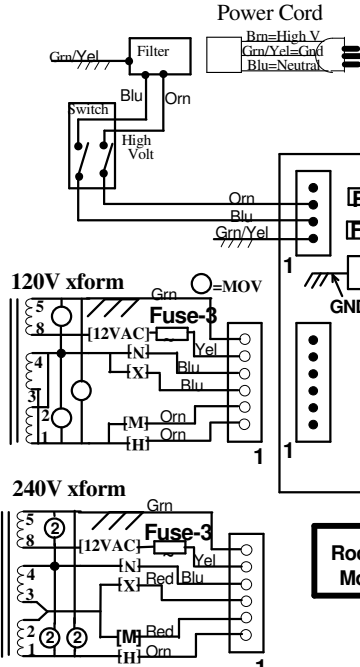 Power Cord
Brn=High V
Grn/Yel=Gnd
Blu=Neutral
Grn/Yel
Filter
Blu
Orn
Switch
High
Volt
Orn
Blu
Grn/Yel
1
GND
120V xform
=MOV
Grn
5
Fuse-3
8
[12VAC]
Yel
4
[N]
Blu
[X]
Blu
3
2
[M]
Orn
1
[H]
Orn
1
1
240V xform
Grn
5
2
Fuse-3
8
[12VAC]
Yel
4
[N]
Blu
3
[X]
Red
2
2
2
[M]
Red
1
[H]
Orn
1